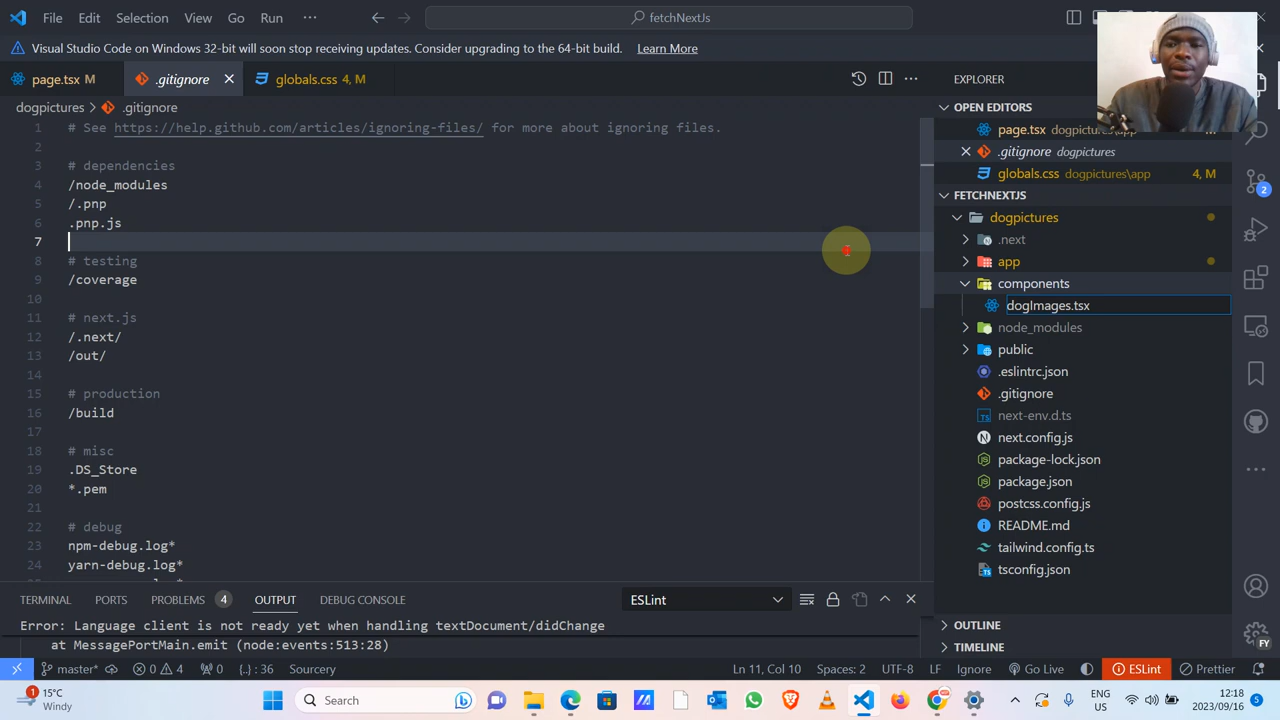 File Edit Selection View Go Run ··· fetchNextJs
Visual Studio Code on Windows 32-bit will soon stop receiving updates. Consider upgrading to the 64-bit build. Learn More
page.tsx M .gitignore globals.css 4, M
dogpictures > .gitignore
1 # See https://help.github.com/articles/ignoring-files/ for more about ignoring files.
2
3 # dependencies
4 /node_modules
5 /.pnp
6 .pnp.js
7
8 # testing
9 /coverage
10
11 # next.js
12 /.next/
13 /out/
14
15 # production
16 /build
17
18 # misc
19 .DS_Store
20 *.pem
21
22 # debug
23 npm-debug.log*
24 yarn-debug.log*
EXPLORER
OPEN EDITORS
page.tsx dogpictures\app
.gitignore dogpictures
globals.css dogpictures\app 4, M
FETCHNEXTJS
dogpictures
.next
app
components
dogImages.tsx
node_modules
public
.eslintrc.json
.gitignore
next-env.d.ts
next.config.js
package-lock.json
package.json
postcss.config.js
README.md
tailwind.config.ts
tsconfig.json
OUTLINE
TIMELINE
2
FY
TERMINAL PORTS PROBLEMS 4 OUTPUT DEBUG CONSOLE ESLint
Error: Language client is not ready yet when handling textDocument/didChange
at MessagePortMain.emit (node:events:513:28)
master* 0 4 0 {.} : 36 Sourcery Ln 11, Col 10 Spaces: 2 UTF-8 LF Ignore Go Live ESLint Prettier
1 15°C Windy Search ENG US 12:18 2023/09/16 5